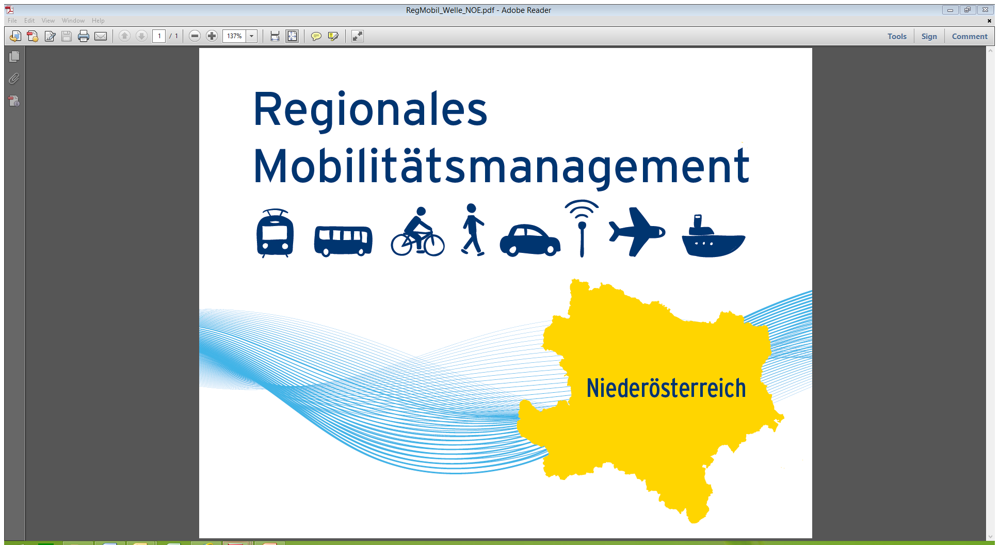 RegMobil_Welle_NOE.pdf - Adobe Reader
File Edit View Window Help
1 / 1 137% Tools Sign Comment
Regionales
Mobilitätsmanagement
Niederösterreich